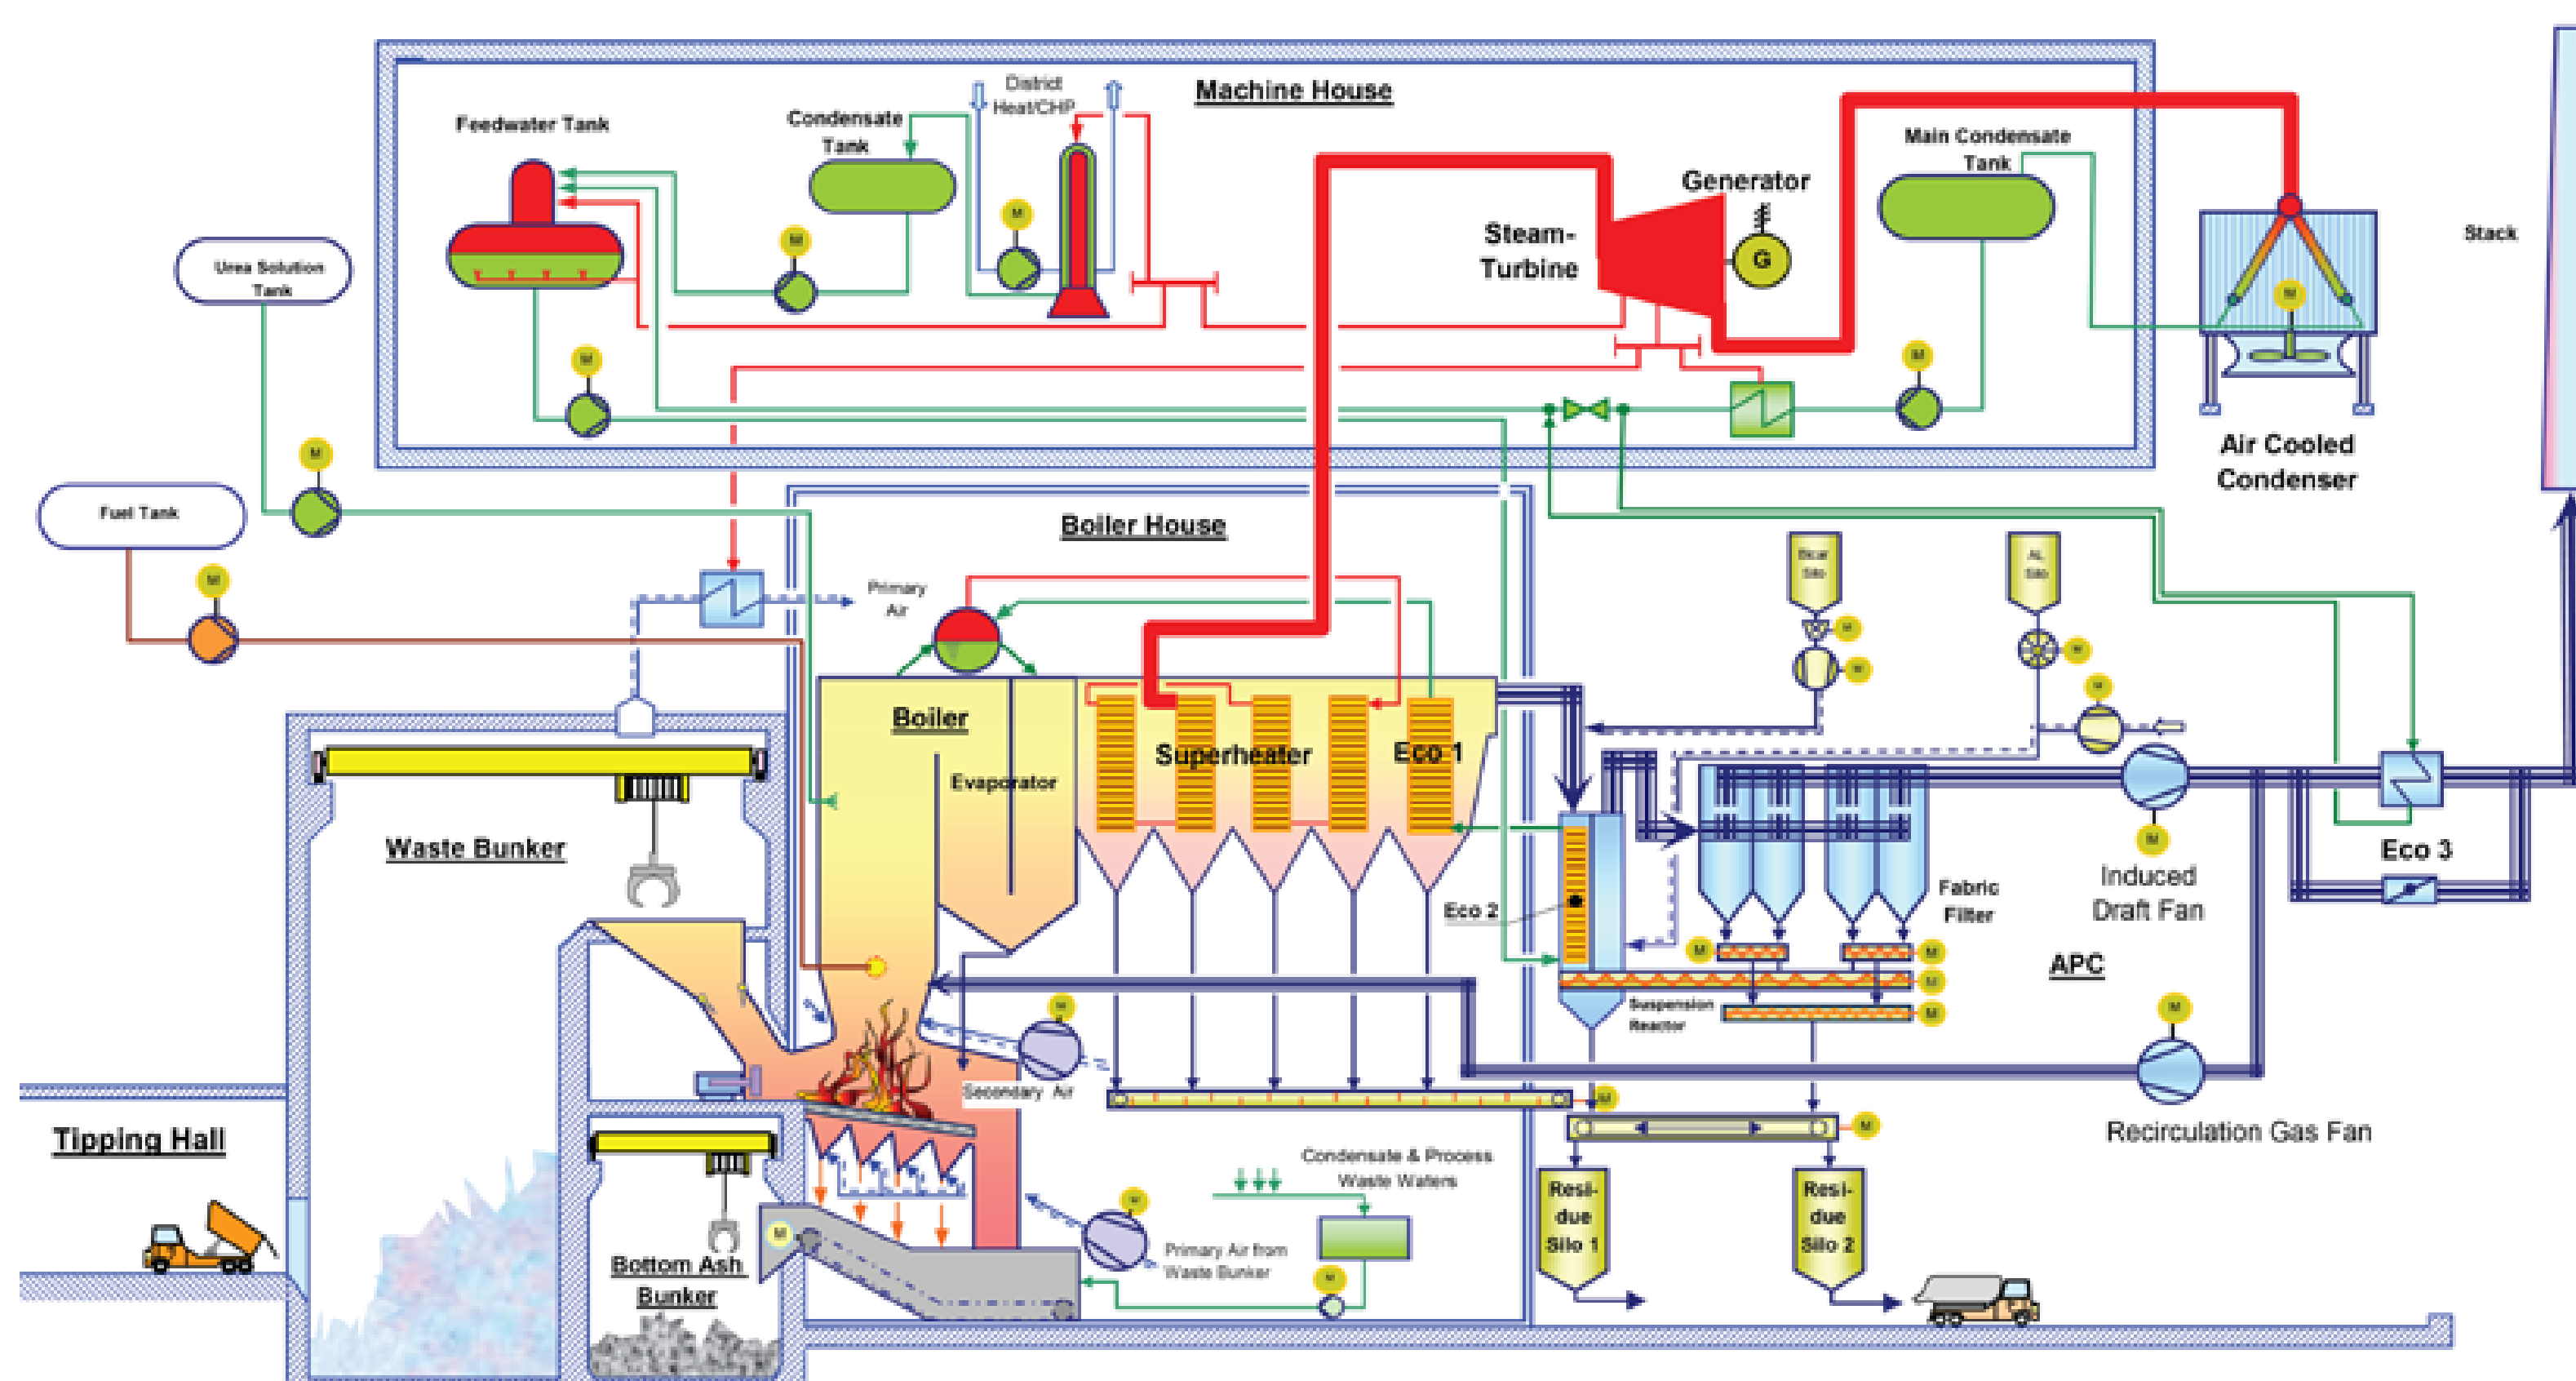 Machine House
District
Heat/CHP
Feedwater Tank
Condensate
Tank
Main Condensate
Tank
Generator
G
Steam-
Turbine
Stack
Urea Solution
Tank
M
M
M
M
M
M
M
Air Cooled
Condenser
Fuel Tank
M
Boiler House
Primary
Air
Silo
AL
Silo
M
M
M
M
M
Boiler
Superheater
Eco 1
Evaporator
Waste Bunker
M
Eco 3
Induced
Draft Fan
Fabric
Filter
Eco 2
APC
M
M
M
M
Suspension
Reactor
M
M
Secondary Air
M
M
Recirculation Gas Fan
Tipping Hall
Condensate & Process
Waste Waters
Resi-
due
Silo 1
Resi-
due
Silo 2
M
M
Primary Air from
Waste Bunker
M
Bottom Ash
Bunker